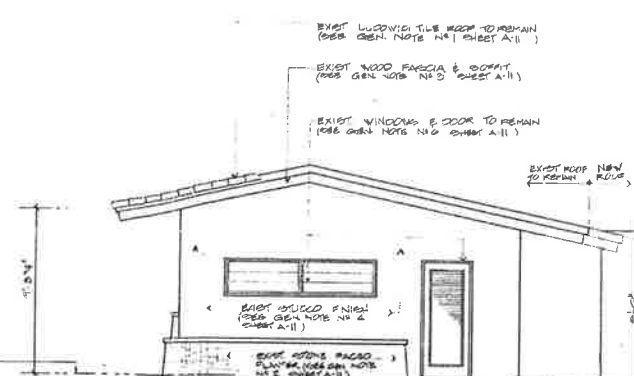 EXIST LUDOWICI TILE ROOF TO REMAIN
(SEE GEN. NOTE Nº 1 SHEET A-11)
EXIST WOOD FASCIA & SOFFIT
(SEE GEN NOTE Nº 3 SHEET A-11)
EXIST WINDOWS & DOOR TO REMAIN
(SEE GEN NOTE Nº 6 SHEET A-11)
EXIST ROOF NEW
TO REMAIN ROOF
A
A
EXIST STUCCO FINISH
(SEE GEN NOTE Nº 4
SHEET A-11)
EXIST STONE FACED
PLANTER (SEE GEN NOTE
Nº 2 SHEET A-11)